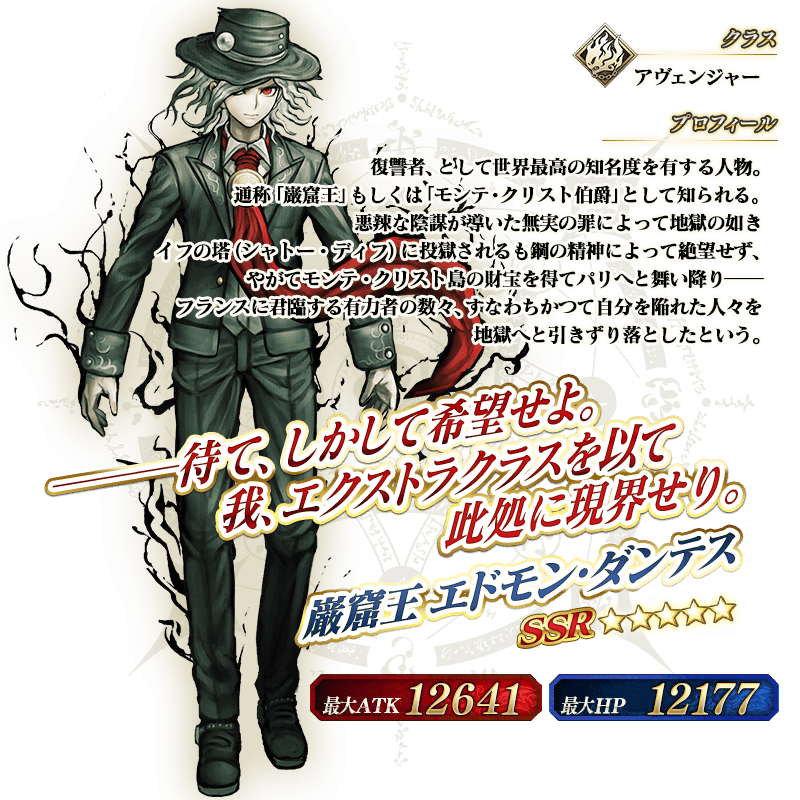 クラス
アヴェンジャー
プロフィール
復讐者、として世界最高の知名度を有する人物。
通称「巌窟王」もしくは「モンテ・クリスト伯爵」として知られる。
悪辣な陰謀が導いた無実の罪によって地獄の如き
イフの塔(シャトー・ディフ)に投獄されるも鋼の精神によって絶望せず、
やがてモンテ・クリスト島の財宝を得てパリへと舞い降り――
フランスに君臨する有力者の数々、すなわちかつて自分を陥れた人々を
地獄へと引きずり落としたという。
――待て、しかして希望せよ。
我、エクストラクラスを以て
此処に現界せり。
巌窟王 エドモン・ダンテス
SSR ☆☆☆☆☆
最大ATK 12641
最大HP 12177